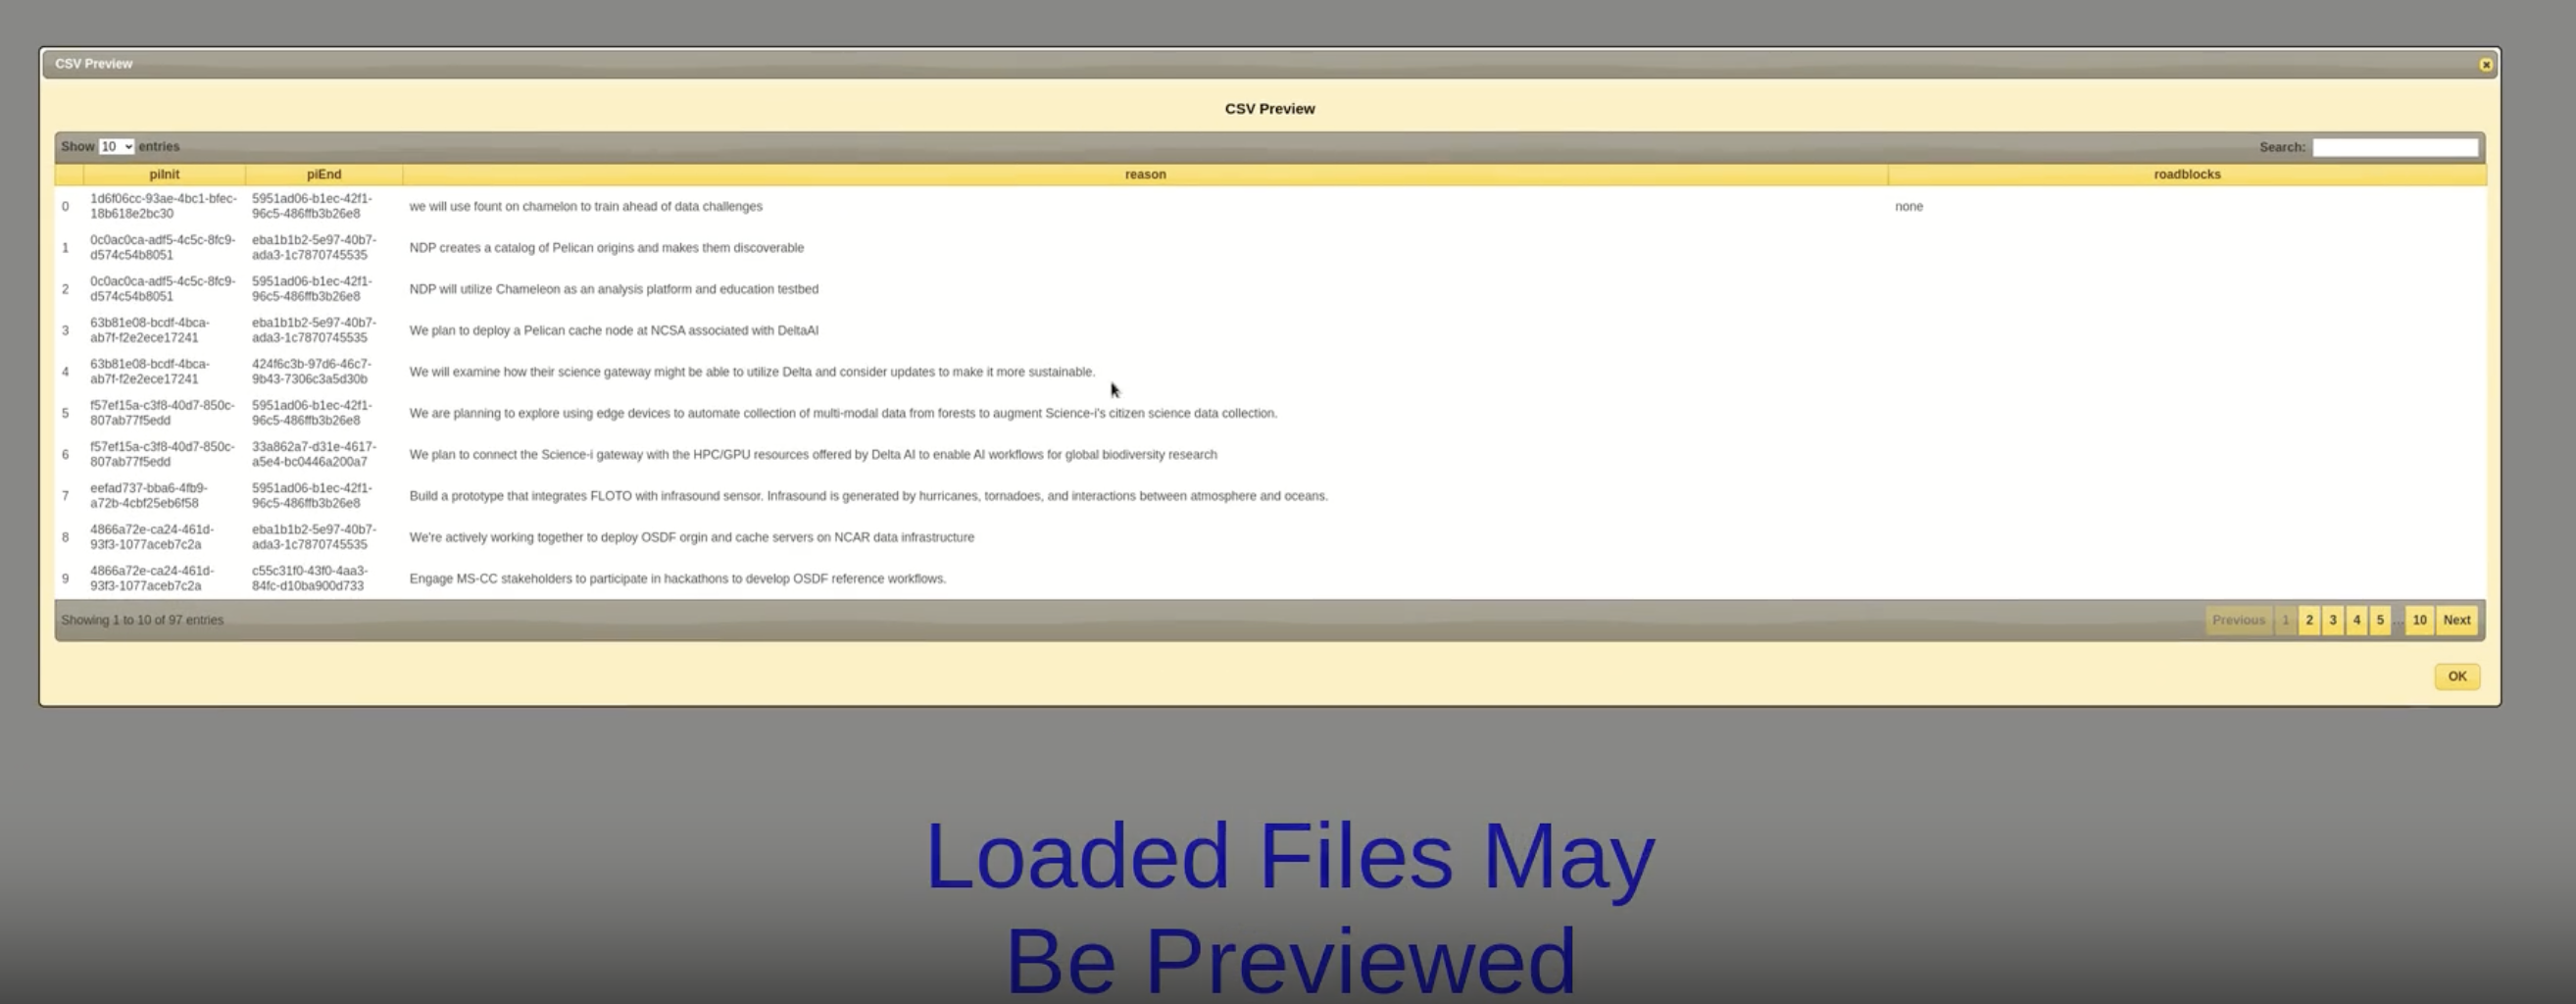 CSV Preview
CSV Preview
Show 10 entries
Search:
piInit piEnd reason roadblocks
0 1d6f06cc-93ae-4bc1-bfec-18b618e2bc30 5951ad06-b1ec-42f1-96c5-486ffb3b26e8 we will use fount on chamelon to train ahead of data challenges none
1 0c0ac0ca-adf5-4c5c-8fc9-d574c54b8051 eba1b1b2-5e97-40b7-ada3-1c7870745535 NDP creates a catalog of Pelican origins and makes them discoverable
2 0c0ac0ca-adf5-4c5c-8fc9-d574c54b8051 5951ad06-b1ec-42f1-96c5-486ffb3b26e8 NDP will utilize Chameleon as an analysis platform and education testbed
3 63b81e08-bcdf-4bca-ab7f-f2e2ece17241 eba1b1b2-5e97-40b7-ada3-1c7870745535 We plan to deploy a Pelican cache node at NCSA associated with DeltaAI
4 63b81e08-bcdf-4bca-ab7f-f2e2ece17241 424f6c3b-97d6-46c7-9b43-7306c3a5d30b We will examine how their science gateway might be able to utilize Delta and consider updates to make it more sustainable.
5 f57ef15a-c3f8-40d7-850c-807ab77f5edd 5951ad06-b1ec-42f1-96c5-486ffb3b26e8 We are planning to explore using edge devices to automate collection of multi-modal data from forests to augment Science-i's citizen science data collection.
6 f57ef15a-c3f8-40d7-850c-807ab77f5edd 33a862a7-d31e-4617-a5e4-bc0446a200a7 We plan to connect the Science-i gateway with the HPC/GPU resources offered by Delta AI to enable AI workflows for global biodiversity research
7 eefad737-bba6-4fb9-a72b-4cbf25eb6f58 5951ad06-b1ec-42f1-96c5-486ffb3b26e8 Build a prototype that integrates FLOTO with infrasound sensor. Infrasound is generated by hurricanes, tornadoes, and interactions between atmosphere and oceans.
8 4866a72e-ca24-461d-93f3-1077aceb7c2a eba1b1b2-5e97-40b7-ada3-1c7870745535 We're actively working together to deploy OSDF orgin and cache servers on NCAR data infrastructure
9 4866a72e-ca24-461d-93f3-1077aceb7c2a c55c31f0-43f0-4aa3-84fc-d10ba900d733 Engage MS-CC stakeholders to participate in hackathons to develop OSDF reference workflows.
Showing 1 to 10 of 97 entries
Previous 1 2 3 4 5 ... 10 Next
OK
Loaded Files May
Be Previewed